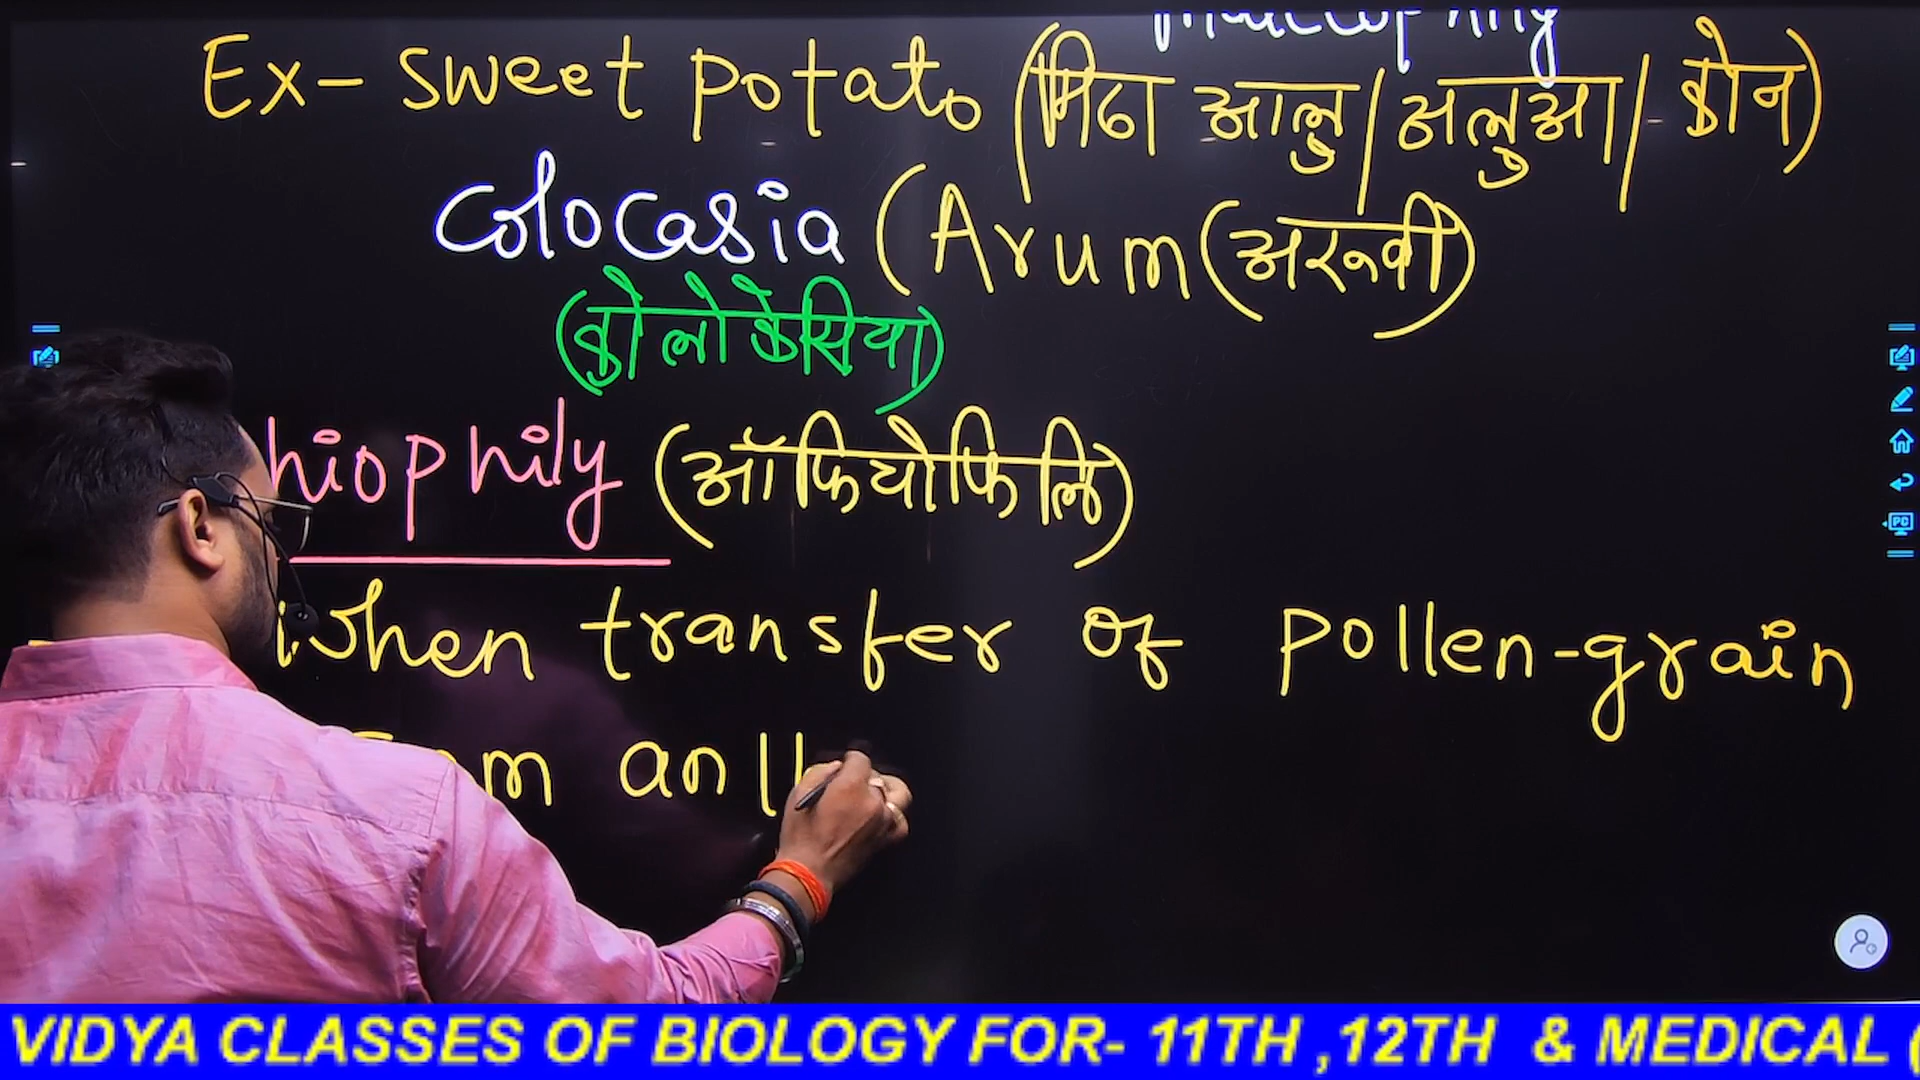 Ex- sweet potato (मिठा आलु/अलुआ/कोन)
Colocasia (Arum(अरूवी)
(कोलोकेसिया)
hiophily (ऑफियोफिलि)
When transfer of pollen-grain
om an
VIDYA CLASSES OF BIOLOGY FOR- 11TH ,12TH & MEDICAL (